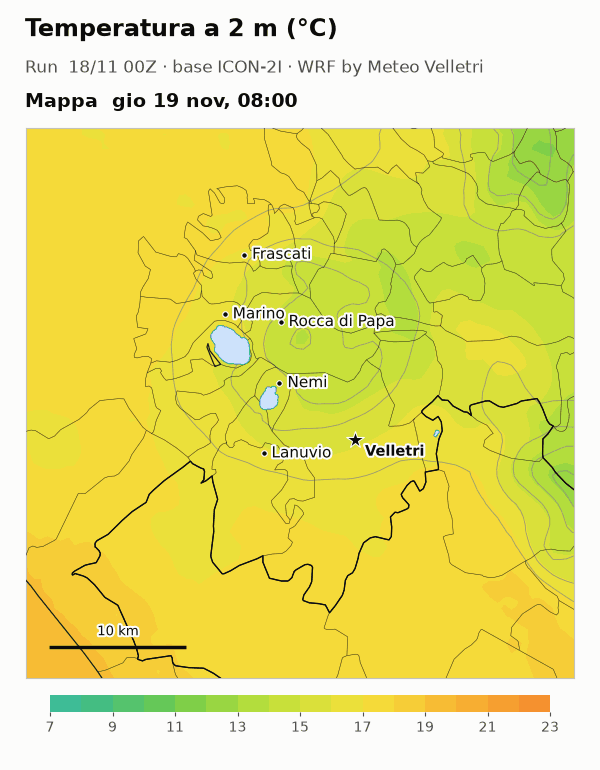 Temperatura a 2 m (°C)
Run  18/11 00Z · base ICON-2I · WRF by Meteo Velletri
Mappa  gio 19 nov, 08:00
Frascati
Marino
Rocca di Papa
Nemi
Velletri
Lanuvio
10 km
7 9 11 13 15 17 19 21 23